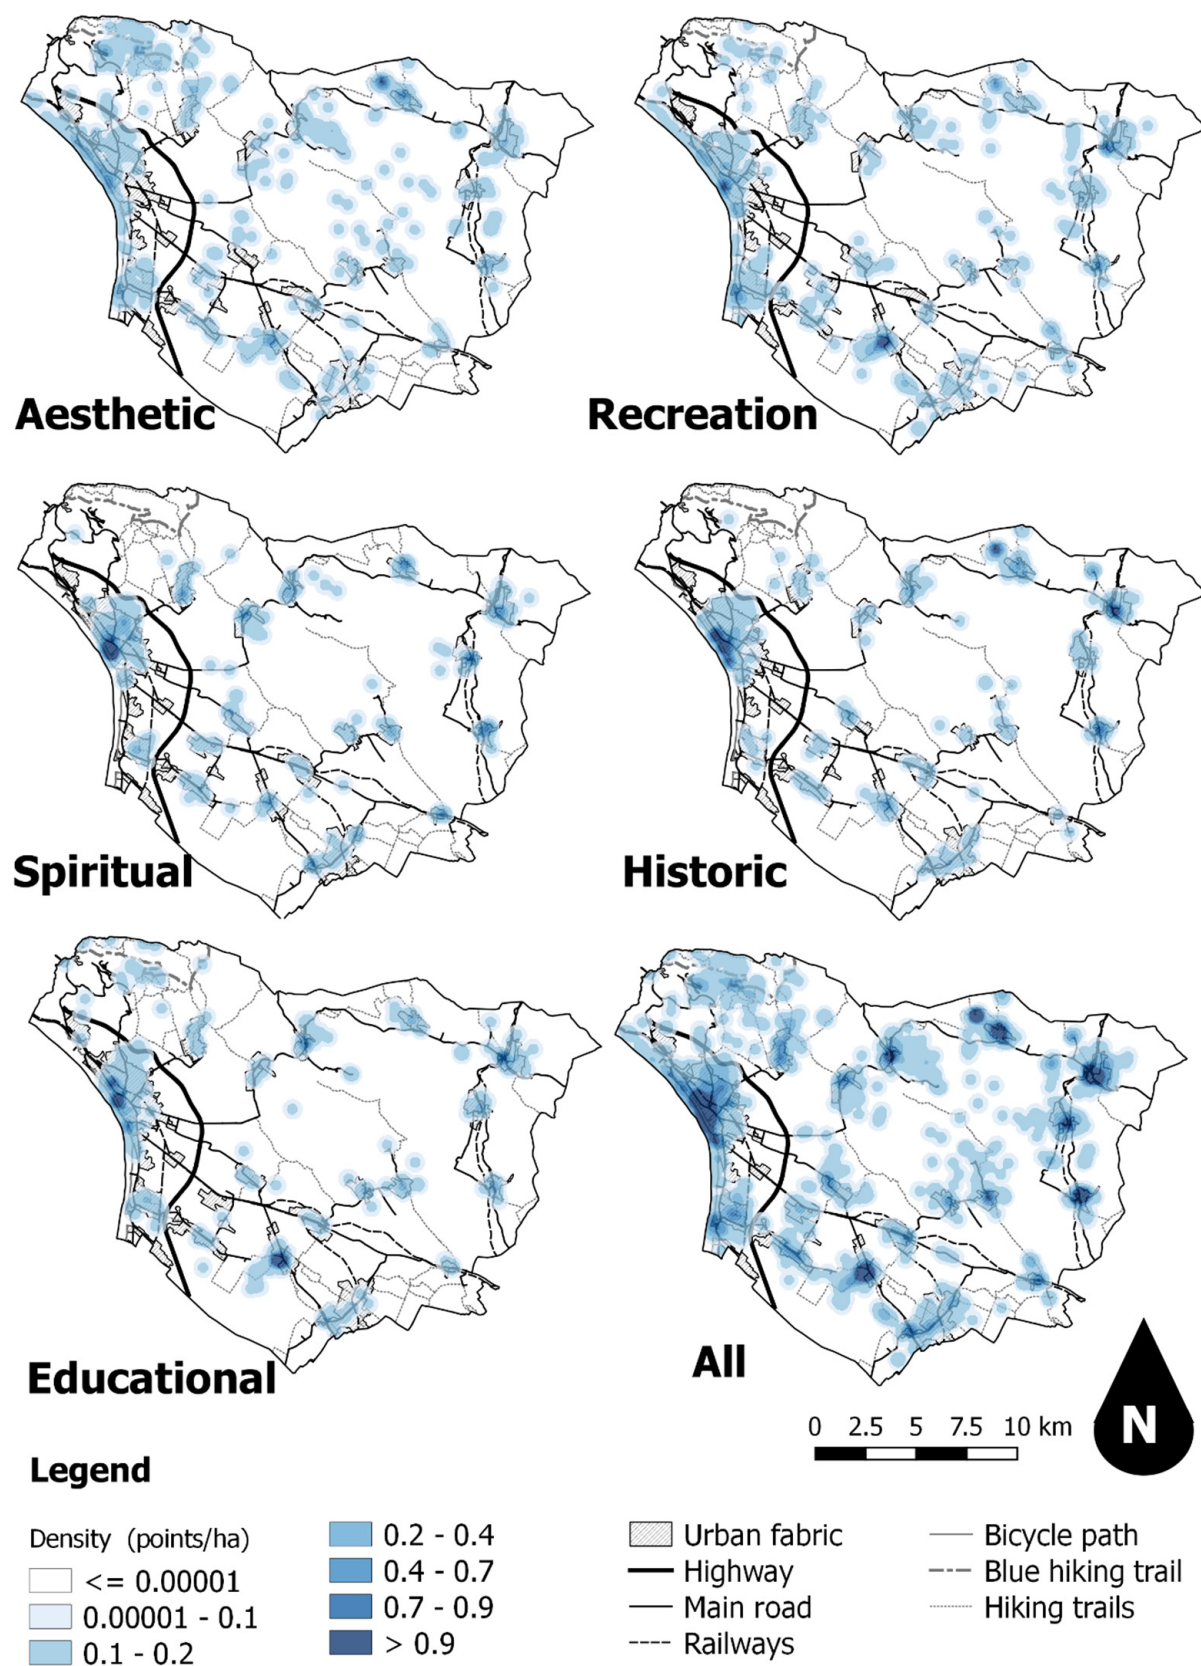 Aesthetic
Recreation
Spiritual
Historic
Educational
All
0 2.5 5 7.5 10 km
N
Legend
Density (points/ha)
<= 0.00001
0.00001 - 0.1
0.1 - 0.2
0.2 - 0.4
0.4 - 0.7
0.7 - 0.9
> 0.9
Urban fabric
Highway
Main road
Railways
Bicycle path
Blue hiking trail
Hiking trails